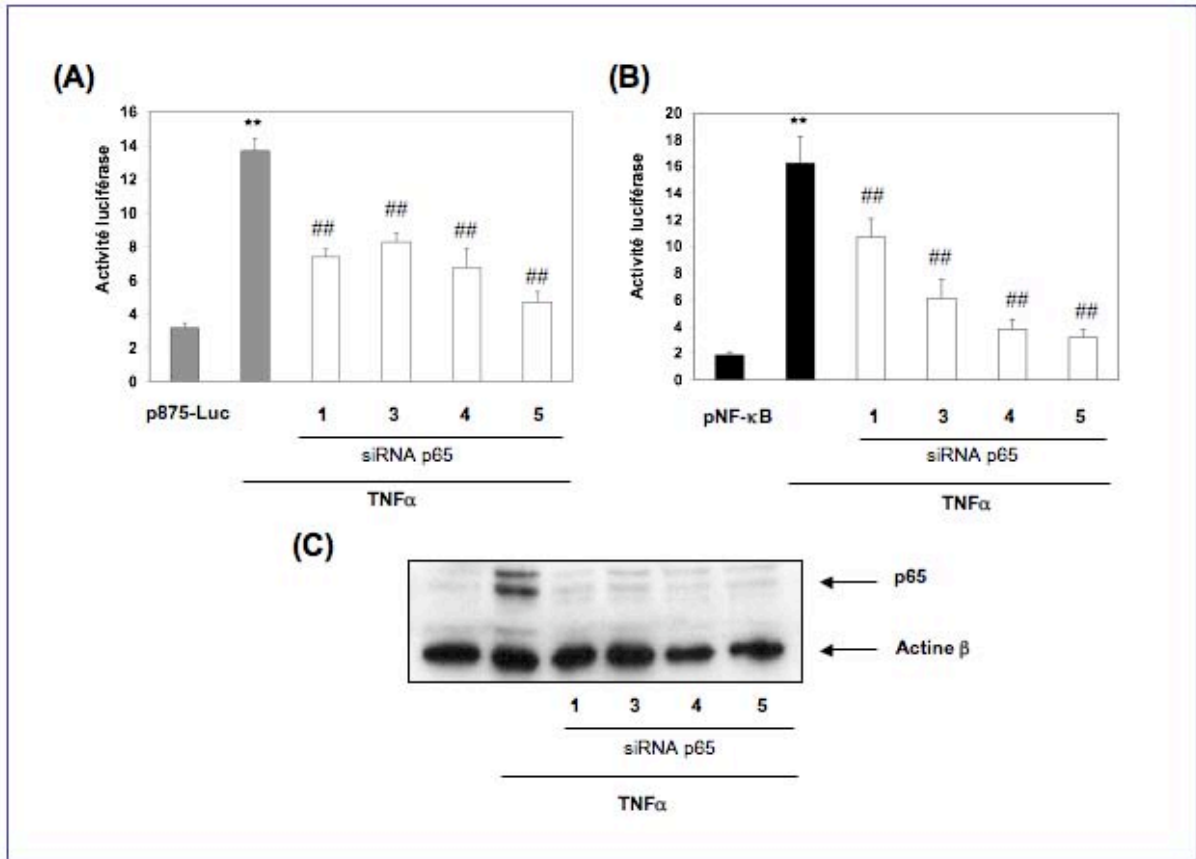 (A)
Activité luciférase
16
14
12
10
8
6
4
2
0
**
##
##
##
##
p875-Luc
1 3 4 5
siRNA p65
TNFα
(B)
Activité luciférase
20
18
16
14
12
10
8
6
4
2
0
**
##
##
##
##
pNF-κB
1 3 4 5
siRNA p65
TNFα
(C)
p65
Actine β
1 3 4 5
siRNA p65
TNFα